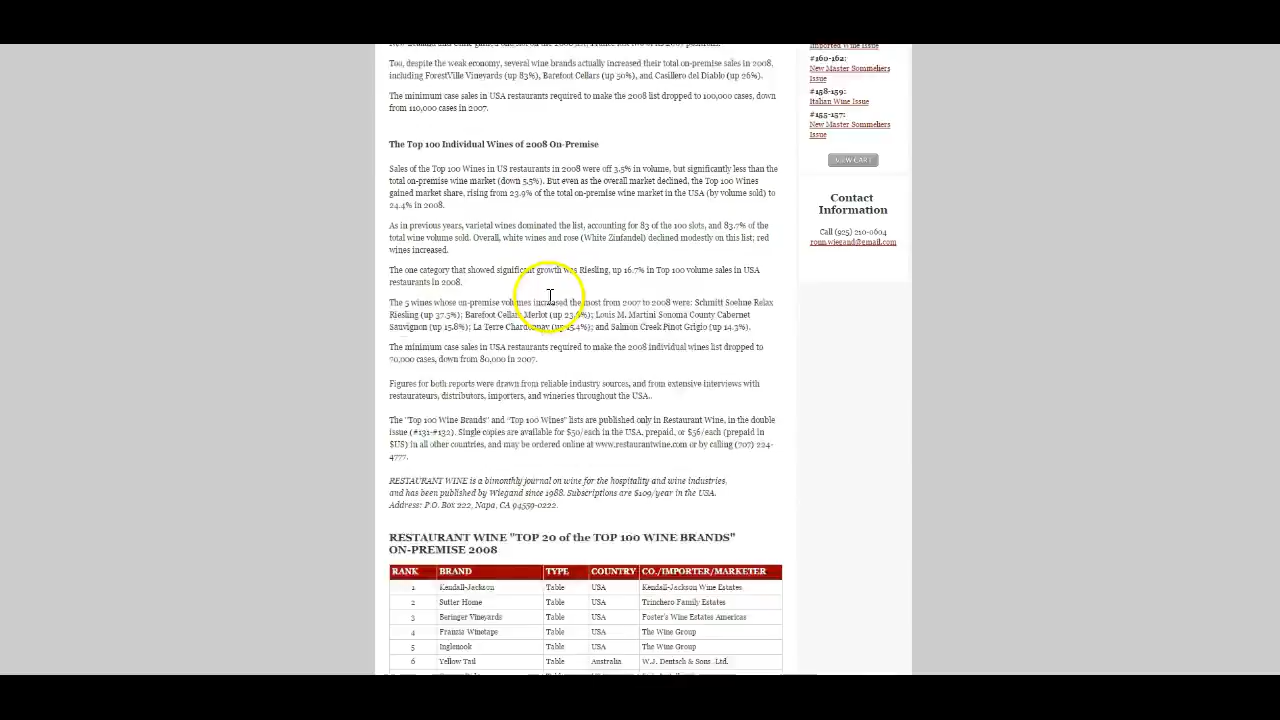 Too, despite the weak economy, several wine brands actually increased their total on-premise sales in 2008,
including ForestVille Vineyards (up 83%), Barefoot Cellars (up 50%), and Casillero del Diablo (up 26%).
The minimum case sales in USA restaurants required to make the 2008 list dropped to 100,000 cases, down
from 110,000 cases in 2007.
The Top 100 Individual Wines of 2008 On-Premise
Sales of the Top 100 Wines in US restaurants in 2008 were off 3.5% in volume, but significantly less than the
total on-premise wine market (down 5.5%). But even as the overall market declined, the Top 100 Wines
gained market share, rising from 23.9% of the total on-premise wine market in the USA (by volume sold) to
24.4% in 2008.
As in previous years, varietal wines dominated the list, accounting for 83 of the 100 slots, and 83.7% of the
total wine volume sold. Overall, white wines and rose (White Zinfandel) declined modestly on this list; red
wines increased.
The one category that showed significant growth was Riesling, up 16.7% in Top 100 volume sales in USA
restaurants in 2008.
The 5 wines whose on-premise volumes increased the most from 2007 to 2008 were: Schmitt Soehne Relax
Riesling (up 37.5%); Barefoot Cellars Merlot (up 23. %); Louis M. Martini Sonoma County Cabernet
Sauvignon (up 15.8%); La Terre Chardonnay (up 15.4%); and Salmon Creek Pinot Grigio (up 14.3%).
The minimum case sales in USA restaurants required to make the 2008 individual wines list dropped to
70,000 cases, down from 80,000 in 2007.
Figures for both reports were drawn from reliable industry sources, and from extensive interviews with
restaurateurs, distributors, importers, and wineries throughout the USA..
The "Top 100 Wine Brands" and "Top 100 Wines" lists are published only in Restaurant Wine, in the double
issue (#131-#132). Single copies are available for $50/each in the USA, prepaid, or $56/each (prepaid in
$US) in all other countries, and may be ordered online at www.restaurantwine.com or by calling (707) 224-
4777.
RESTAURANT WINE is a bimonthly journal on wine for the hospitality and wine industries,
and has been published by Wiegand since 1988. Subscriptions are $109/year in the USA.
Address: P.O. Box 222, Napa, CA 94559-0222.
RESTAURANT WINE "TOP 20 of the TOP 100 WINE BRANDS"
ON-PREMISE 2008
RANK BRAND TYPE COUNTRY CO./IMPORTER/MARKETER
1 Kendall-Jackson Table USA Kendall-Jackson Wine Estates
2 Sutter Home Table USA Trinchero Family Estates
3 Beringer Vineyards Table USA Foster's Wine Estates Americas
4 Franzia Winetape Table USA The Wine Group
5 Inglenook Table USA The Wine Group
6 Yellow Tail Table Australia W.J. Deutsch & Sons, Ltd.
Imported Wine Issue
#160-162:
New Master Sommeliers
Issue
#158-159:
Italian Wine Issue
#155-157:
New Master Sommeliers
Issue
VIEW CART
Contact
Information
Call (925) 210-0604
ronn.wiegand@gmail.com